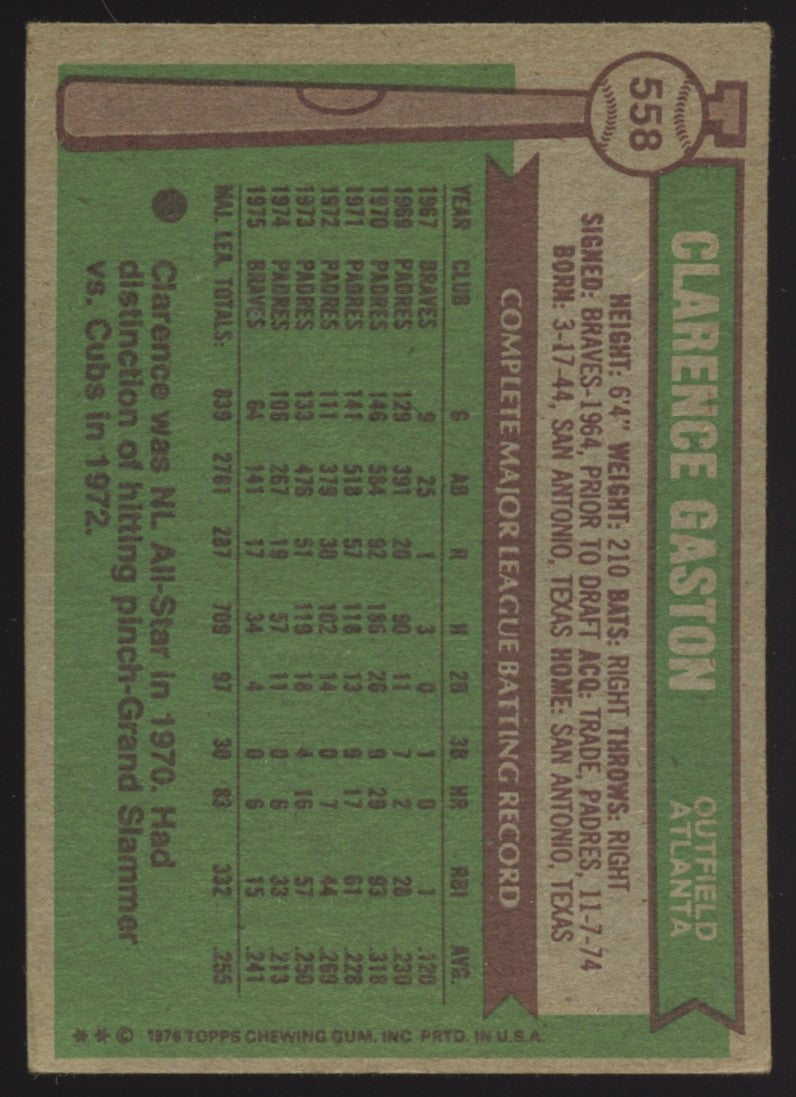 558
CLARENCE GASTON
OUTFIELD
ATLANTA
HEIGHT: 6'4" WEIGHT: 210 BATS: RIGHT THROWS: RIGHT
SIGNED: BRAVES-1964, PRIOR TO DRAFT ACQ: TRADE, PADRES, 11-7-74
BORN: 3-17-44, SAN ANTONIO, TEXAS HOME: SAN ANTONIO, TEXAS
COMPLETE MAJOR LEAGUE BATTING RECORD
YEAR CLUB G AB R H 2B 3B HR RBI AVG.
1967 BRAVES 9 25 1 3 0 1 0 1 .120
1969 PADRES 129 391 20 90 11 7 2 28 .230
1970 PADRES 146 584 92 186 26 9 29 93 .318
1971 PADRES 141 518 57 118 13 9 17 61 .228
1972 PADRES 111 379 30 102 14 0 7 44 .269
1973 PADRES 133 476 51 119 18 4 16 57 .250
1974 PADRES 106 267 19 57 11 0 6 33 .213
1975 BRAVES 64 141 17 34 4 0 6 15 .241
NAL. LEA. TOTALS: 839 2781 287 709 97 30 83 332 .255
Clarence was NL All-Star in 1970. Had
distinction of hitting pinch-Grand Slammer
vs. Cubs in 1972.
* * © 1976 TOPPS CHEWING GUM, INC. PRTD. IN U.S.A.